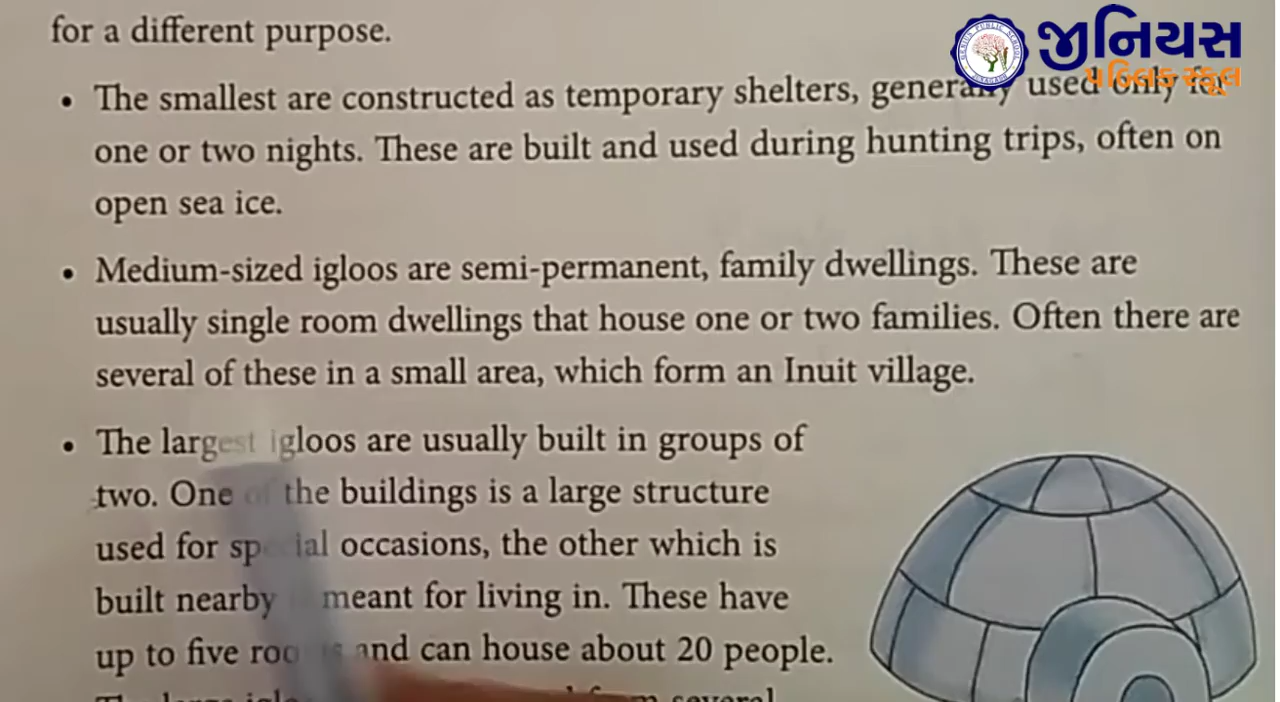 for a different purpose.
જીનિયસ
પબ્લિક સ્કૂલ
• The smallest are constructed as temporary shelters, generally used only for
one or two nights. These are built and used during hunting trips, often on
open sea ice.
• Medium-sized igloos are semi-permanent, family dwellings. These are
usually single room dwellings that house one or two families. Often there are
several of these in a small area, which form an Inuit village.
• The largest igloos are usually built in groups of
two. One of the buildings is a large structure
used for special occasions, the other which is
built nearby meant for living in. These have
up to five rooms and can house about 20 people.
several